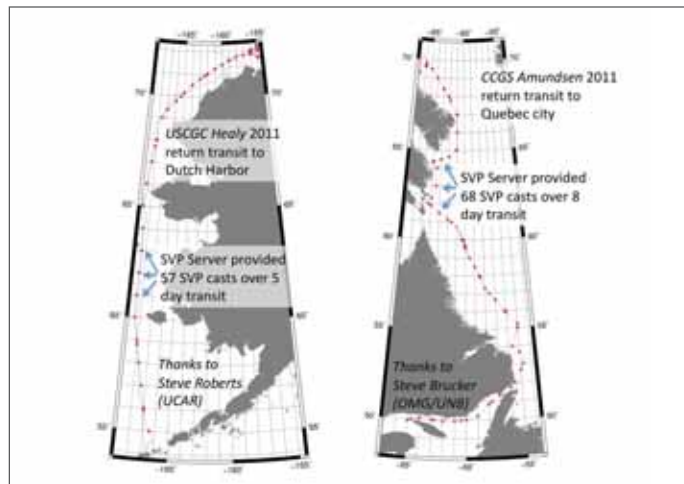 USCGC Healy 2011
return transit to
Dutch Harbor
SVP Server provided
57 SVP casts over 5
day transit
Thanks to
Steve Roberts
(UCAR)
CCGS Amundsen 2011
return transit to
Quebec city
SVP Server provided
68 SVP casts over 8
day transit
Thanks to
Steve Brucker
(OMG/UNB)